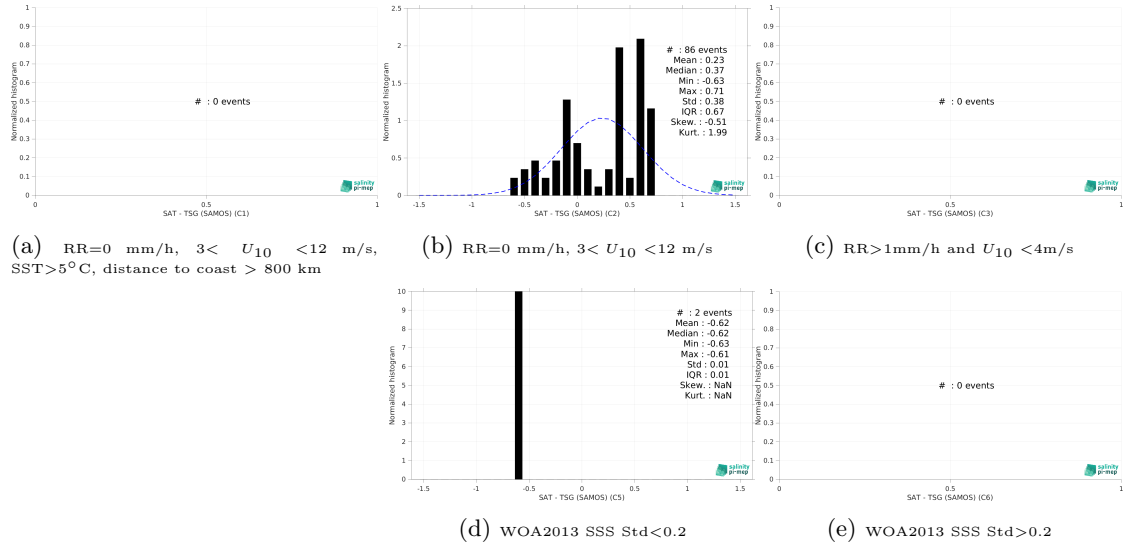 1
0.9
0.8
0.7
0.6
0.5
0.4
0.3
0.2
0.1
0
Normalized histogram
# : 0 events
salinity
pi-mep
0 0.5 1
SAT - TSG (SAMOS) (C1)
2.5
2
1.5
1
0.5
0
Normalized histogram
# : 86 events
Mean : 0.23
Median : 0.37
Min : -0.63
Max : 0.71
Std : 0.38
IQR : 0.67
Skew. : -0.51
Kurt. : 1.99
salinity
pi-mep
-1.5 -1 -0.5 0 0.5 1 1.5
SAT - TSG (SAMOS) (C2)
1
0.9
0.8
0.7
0.6
0.5
0.4
0.3
0.2
0.1
0
Normalized histogram
# : 0 events
salinity
pi-mep
0 0.5 1
SAT - TSG (SAMOS) (C3)
(a) RR=0 mm/h, 3< U10 <12 m/s,
SST>5°C, distance to coast > 800 km
(b) RR=0 mm/h, 3< U10 <12 m/s
(c) RR>1mm/h and U10 <4m/s
10
9
8
7
6
5
4
3
2
1
0
Normalized histogram
# : 2 events
Mean : -0.62
Median : -0.62
Min : -0.63
Max : -0.61
Std : 0.01
IQR : 0.01
Skew. : NaN
Kurt. : NaN
salinity
pi-mep
-1.5 -1 -0.5 0 0.5 1 1.5
SAT - TSG (SAMOS) (C5)
1
0.9
0.8
0.7
0.6
0.5
0.4
0.3
0.2
0.1
0
Normalized histogram
# : 0 events
salinity
pi-mep
0 0.5 1
SAT - TSG (SAMOS) (C6)
(d) WOA2013 SSS Std<0.2
(e) WOA2013 SSS Std>0.2